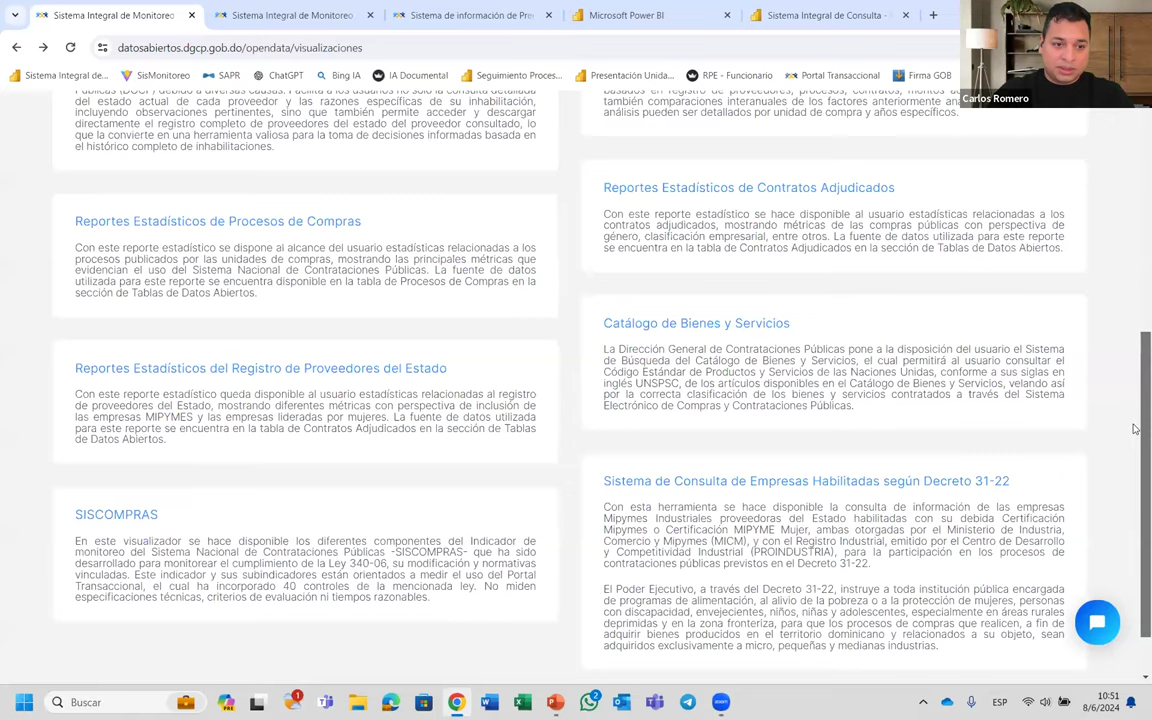 Sistema Integral de Monitoreo
Sistema Integral de Monitoreo
Sistema de información de Pre
Microsoft Power BI
Sistema Integral de Consulta -
datosabiertos.dgcp.gob.do/opendata/visualizaciones
Sistema Integral de...
SisMonitoreo
SAPR
ChatGPT
Bing IA
IA Documental
Seguimiento Proces...
Presentación Unida...
RPE - Funcionario
Portal Transaccional
Firma GOB
Carlos Romero
Públicas (DGCP) debido a diversas causas. Facilita a los usuarios no solo la consulta detallada
del estado actual de cada proveedor y las razones específicas de su inhabilitación,
incluyendo observaciones pertinentes, sino que también permite acceder y descargar
directamente el registro completo de proveedores del estado del proveedor consultado, lo
que la convierte en una herramienta valiosa para la toma de decisiones informadas basada en
el histórico completo de inhabilitaciones.
Reportes Estadísticos de Procesos de Compras
Con este reporte estadístico se dispone al alcance del usuario estadísticas relacionadas a los
procesos publicados por las unidades de compras, mostrando las principales métricas que
evidencian el uso del Sistema Nacional de Contrataciones Públicas. La fuente de datos
utilizada para este reporte se encuentra disponible en la tabla de Procesos de Compras en la
sección de Tablas de Datos Abiertos.
Reportes Estadísticos del Registro de Proveedores del Estado
Con este reporte estadístico queda disponible al usuario estadísticas relacionadas al registro
de proveedores del Estado, mostrando diferentes métricas con perspectiva de inclusión de
las empresas MIPYMES y las empresas lideradas por mujeres. La fuente de datos utilizada
para este reporte se encuentra en la tabla de Contratos Adjudicados en la sección de Tablas
de Datos Abiertos.
SISCOMPRAS
En este visualizador se hace disponible los diferentes componentes del Indicador de
monitoreo del Sistema Nacional de Contrataciones Públicas -SISCOMPRAS- que ha sido
desarrollado para monitorear el cumplimiento de la Ley 340-06, su modificación y normativas
vinculadas. Este indicador y sus subindicadores están orientados a medir el uso del Portal
Transaccional, el cual ha incorporado 40 controles de la mencionada ley. No miden
especificaciones técnicas, criterios de evaluación ni tiempos razonables.
basados en registros de proveedores, procesos, contratos, montos
también comparaciones interanuales de los factores anteriormente
análisis pueden ser detallados por unidad de compra y años específicos.
Reportes Estadísticos de Contratos Adjudicados
Con este reporte estadístico se hace disponible al usuario estadísticas relacionadas a los
contratos adjudicados, mostrando métricas de las compras públicas con perspectiva de
género, clasificación empresarial, entre otros. La fuente de datos utilizada para este reporte
se encuentra en la tabla de Contratos Adjudicados en la sección de Tablas de Datos Abiertos.
Catálogo de Bienes y Servicios
La Dirección General de Contrataciones Públicas pone a la disposición del usuario el Sistema
de Búsqueda del Catálogo de Bienes y Servicios, el cual permitirá al usuario consultar el
Código Estándar de Productos y Servicios de las Naciones Unidas, conforme a sus siglas en
inglés UNSPSC, de los artículos disponibles en el Catálogo de Bienes y Servicios, velando así
por la correcta clasificación de los bienes y servicios contratados a través del Sistema
Electrónico de Compras y Contrataciones Públicas.
Sistema de Consulta de Empresas Habilitadas según Decreto 31-22
Con esta herramienta se hace disponible la consulta de información de las empresas
Mipymes Industriales proveedoras del Estado habilitadas con su debida Certificación
Mipymes o Certificación MIPYME Mujer, ambas otorgadas por el Ministerio de Industria,
Comercio y Mipymes (MICM), y con el Registro Industrial, emitido por el Centro de Desarrollo
y Competitividad Industrial (PROINDUSTRIA), para la participación en los procesos de
contrataciones públicas previstos en el Decreto 31-22.
El Poder Ejecutivo, a través del Decreto 31-22, instruye a toda institución pública encargada
de programas de alimentación, al alivio de la pobreza o a la protección de mujeres, personas
con discapacidad, envejecientes, niños, niñas y adolescentes, especialmente en áreas rurales
deprimidas y en la zona fronteriza, para que los procesos de compras que realicen, a fin de
adquirir bienes producidos en el territorio dominicano y relacionados a su objeto, sean
adquiridos exclusivamente a micro, pequeñas y medianas industrias.
Buscar
1
2
ESP
10:51
8/6/2024